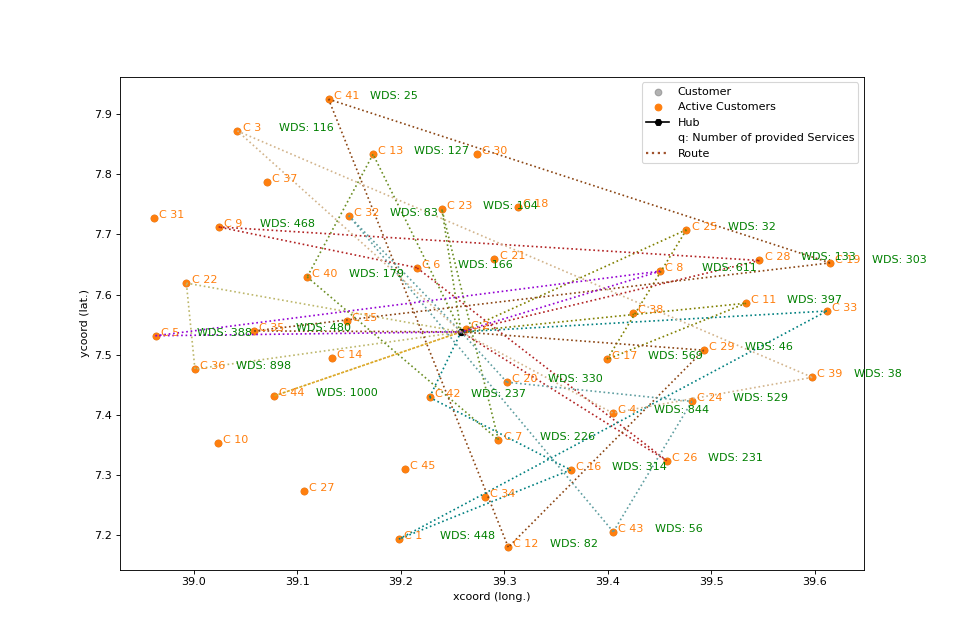 Customer
Active Customers
Hub
q: Number of provided Services
Route
C 41 WDS: 25
C 3 WDS: 116
C 13 WDS: 127
C 30
C 37
C 31
C 32 WDS: 83
C 23 WDS: 104
C 18
C 9 WDS: 468
C 25 WDS: 32
C 21
C 6 WDS: 166
C 28 WDS: 133
C 19 WDS: 303
C 8 WDS: 611
C 40 WDS: 179
C 22
C 11 WDS: 397
C 38
C 33
C 15
C 5 WDS: 388
C 35 WDS: 480
C 29 WDS: 46
C 14
C 17 WDS: 569
C 36 WDS: 898
C 39 WDS: 38
C 20 WDS: 330
C 44 WDS: 1000
C 42 WDS: 237
C 24 WDS: 529
C 4 WDS: 844
C 7 WDS: 226
C 10
C 26 WDS: 231
C 45
C 16 WDS: 314
C 27
C 34
C 43 WDS: 56
C 1 WDS: 448
C 12 WDS: 82
7.9
7.8
7.7
7.6
7.5
7.4
7.3
7.2
ycoord (lat.)
39.0 39.1 39.2 39.3 39.4 39.5 39.6
xcoord (long.)